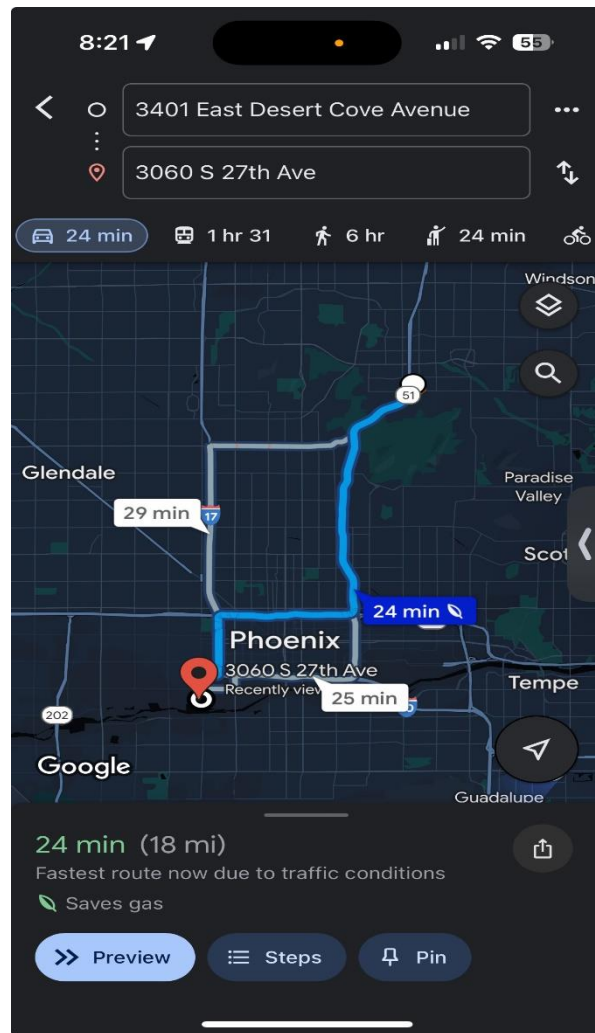 8:21
55
3401 East Desert Cove Avenue
3060 S 27th Ave
24 min
1 hr 31
6 hr
24 min
Windsor
51
Glendale
Paradise
Valley
29 min
17
Scot
24 min
Phoenix
3060 S 27th Ave
Recently view
25 min
Tempe
202
Google
Guadalupe
24 min (18 mi)
Fastest route now due to traffic conditions
Saves gas
Preview
Steps
Pin